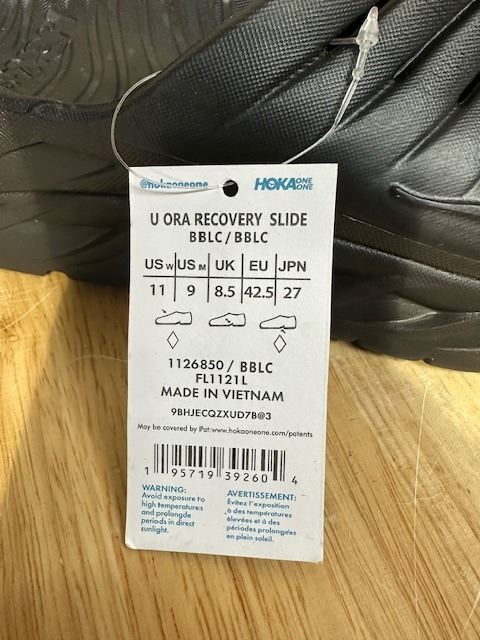 @hokaoneone HOKA ONE ONE
U ORA RECOVERY SLIDE
BBLC / BBLC
US W US M UK EU JPN
11 9 8.5 42.5 27
1126850 / BBLC
FL1121L
MADE IN VIETNAM
9BHJECQZXUD7B@3
May be covered by iPat:www.hokaoneone.com/patents
1 95719 39260 4
WARNING:
Avoid exposure to
high temperatures
and prolongde
periods in direct
sunlight.
AVERTISSEMENT:
Évitez l'exposition
à des températures
élevées et à des
périodes prolongées
en plein soleil.